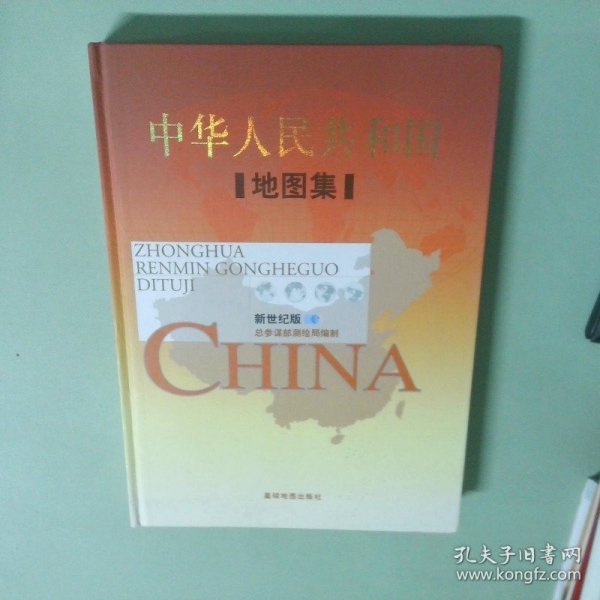 中华人民共和国
地图集
ZHONGHUA
RENMIN GONGHEGUO
DITUJI
新世纪版
总参谋部测绘局编制
CHINA
星球地图出版社
孔夫子旧书网
www.kongfz.com